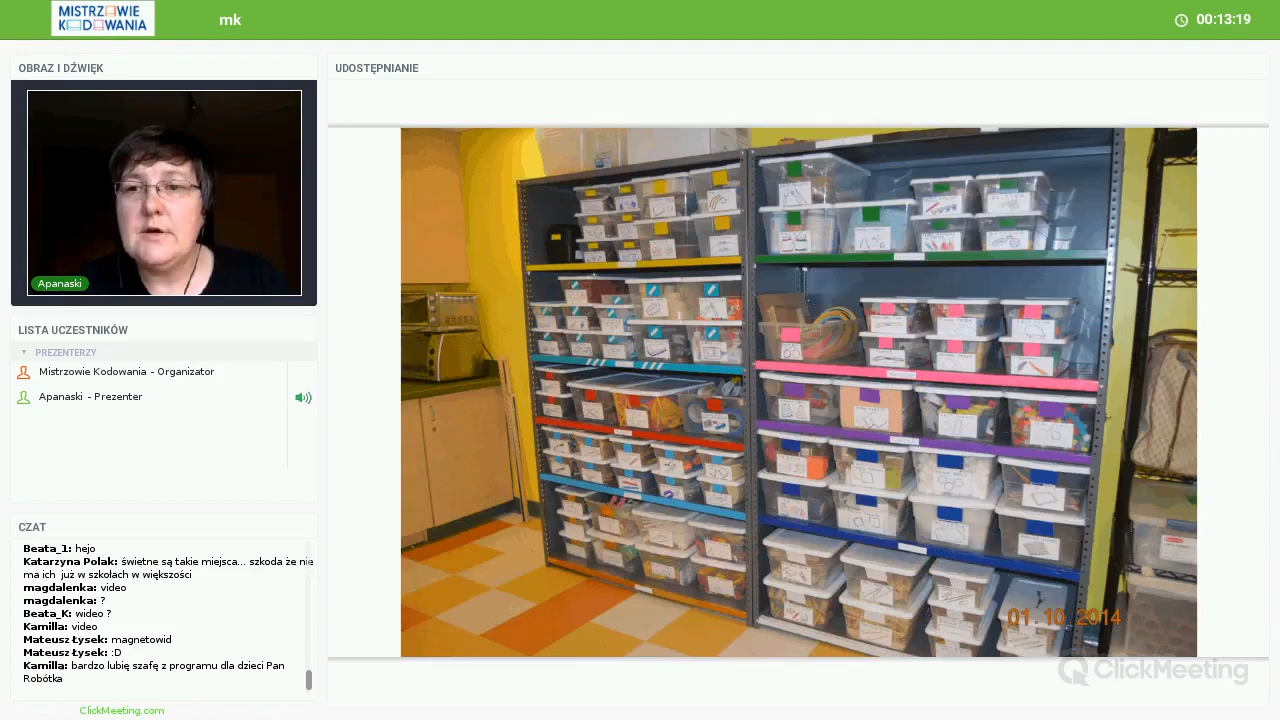 MISTRZOWIE
KODOWANIA
mk
00:13:19
OBRAZ I DŹWIĘK
Apanaski
LISTA UCZESTNIKÓW
PREZENTERZY
Mistrzowie Kodowania - Organizator
Apanaski - Prezenter
CZAT
Beata_1: hejo
Katarzyna Polak: świetne są takie miejsca... szkoda że nie
ma ich już w szkołach w większości
magdalenka: video
magdalenka: ?
Beata_K: wideo ?
Kamilla: video
Mateusz Łysek: magnetowid
Mateusz Łysek: :D
Kamilla: bardzo lubię szafę z programu dla dzieci Pan
Robótka
ClickMeeting.com
UDOSTĘPNIANIE
01 10 2014
ClickMeeting